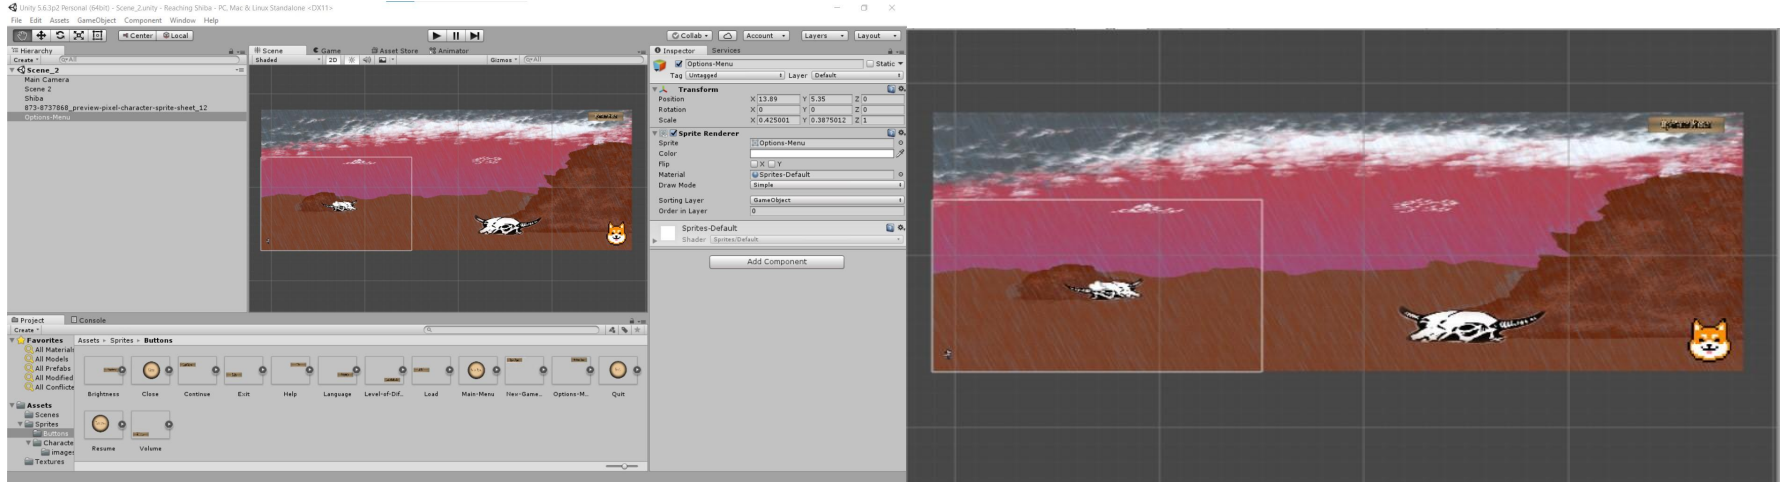 Unity 5.6.3p2 Personal (64bit) - Scene_2.unity - Reaching Shiba - PC, Mac & Linux Standalone <DX11>
File Edit Assets GameObject Component Window Help
Center Local
Collab Account Layers Layout
Hierarchy
Create All
Scene_2
Main Camera
Scene 2
Shiba
873-8737868_preview-pixel-character-sprite-sheet_12
Options-Menu
Scene Game Asset Store Animator
Shaded 2D Gizmos All
Inspector Services
Options-Menu Static
Tag Untagged Layer Default
Transform
Position X 13.89 Y 5.35 Z 0
Rotation X 0 Y 0 Z 0
Scale X 0.425001 Y 0.3875012 Z 1
Sprite Renderer
Sprite Options-Menu
Color
Flip X Y
Material Sprites-Default
Draw Mode Simple
Sorting Layer GameObject
Order in Layer 0
Sprites-Default
Shader Sprites/Default
Add Component
Project Console
Create
Favorites
All Materials
All Models
All Prefabs
All Modified
All Conflicte
Assets
Scenes
Sprites
Buttons
Characte
images
Textures
Assets Sprites Buttons
Brightness Close Continue Exit Help Language Level-of-Dif... Load Main-Menu New-Game... Options-M... Quit
Resume Volume